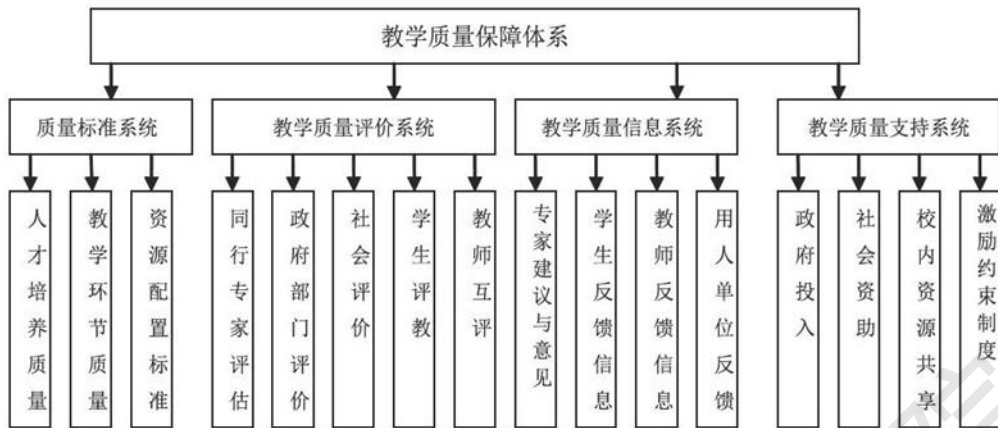 教学质量保障体系
质量标准系统
教学质量评价系统
教学质量信息系统
教学质量支持系统
人才培养质量
教学环节质量
资源配置标准
同行专家评估
政府部门评价
社会评价
学生评教
教师互评
专家建议与意见
学生反馈信息
教师反馈信息
用人单位反馈
政府投入
社会资助
校内资源共享
激励约束制度